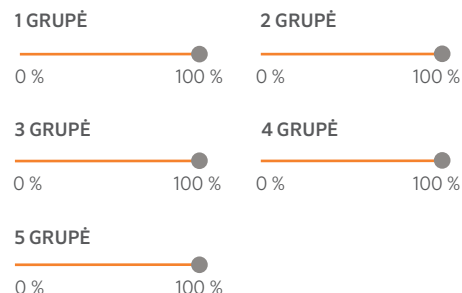 1 GRUPĖ 2 GRUPĖ
0 % 100 % 0 % 100 %
3 GRUPĖ 4 GRUPĖ
0 % 100 % 0 % 100 %
5 GRUPĖ
0 % 100 %